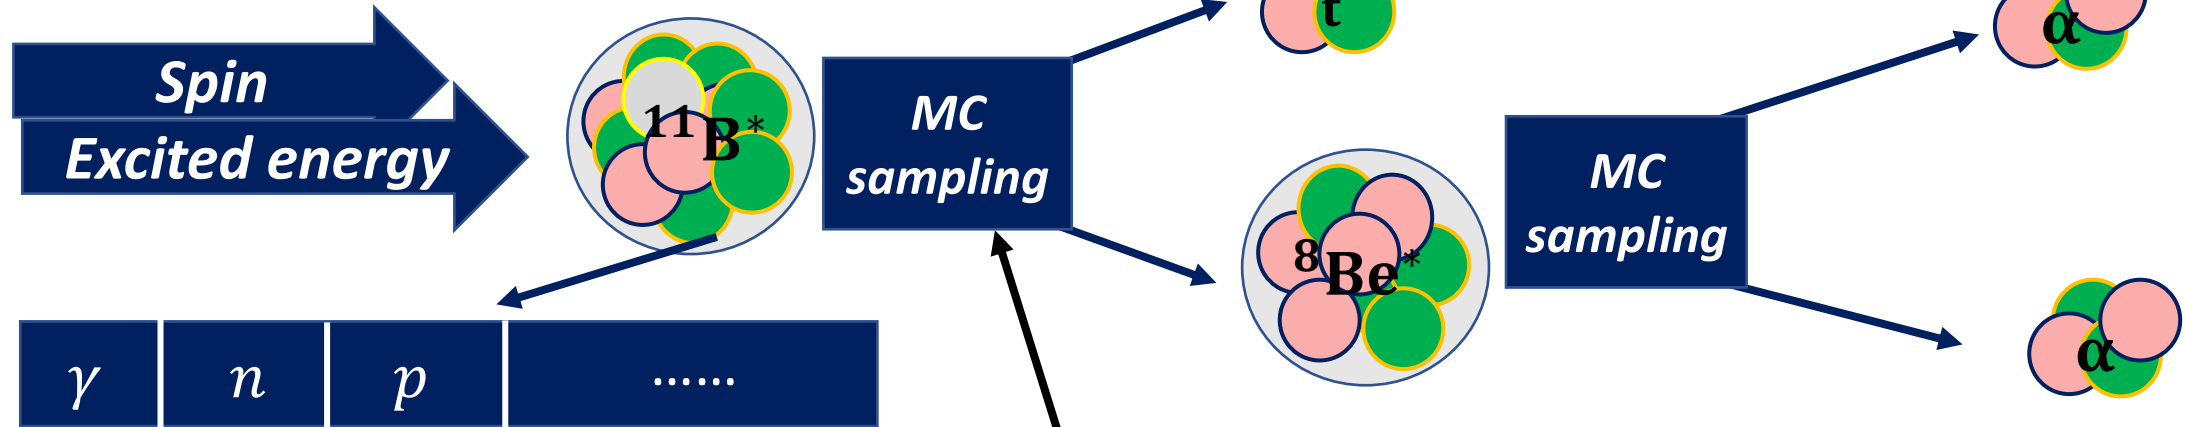 Spin
Excited energy
¹¹B*
MC
sampling
t
⁸Be*
MC
sampling
α
α
γ
n
p
......